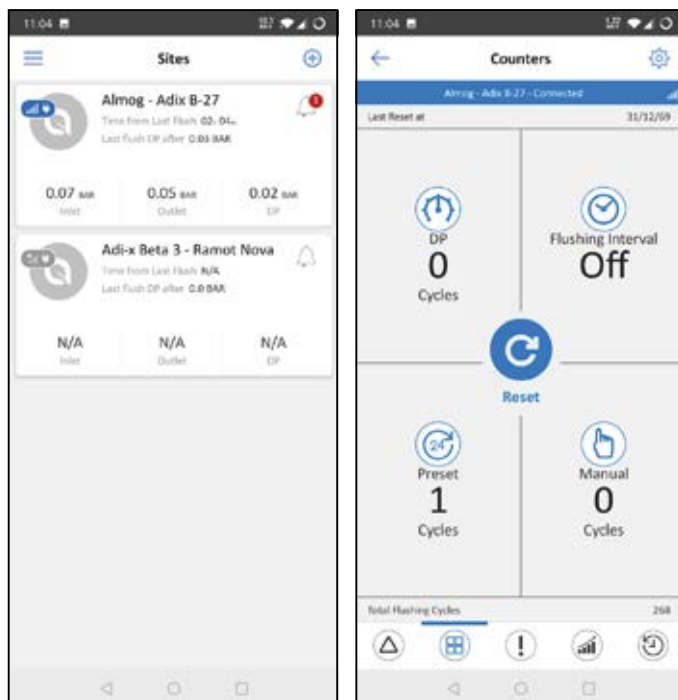 11:04
Sites
Almog - Adix B-27
1
Time from Last Flush 02- 04...
Last flush DP after 0.03 BAR
0.07 BAR
0.05 BAR
0.02 BAR
Inlet
Outlet
DP
Adi-x Beta 3 - Ramot Nova
Time from Last Flush N/A
Last flush DP after 0.0 BAR
N/A
N/A
N/A
Inlet
Outlet
DP
11:04
Counters
Almog - Adix B-27 - Connected
Last Reset at
31/12/69
DP
0
Cycles
Flushing Interval
Off
Reset
24
Preset
1
Cycles
Manual
0
Cycles
Total Flushing Cycles
268